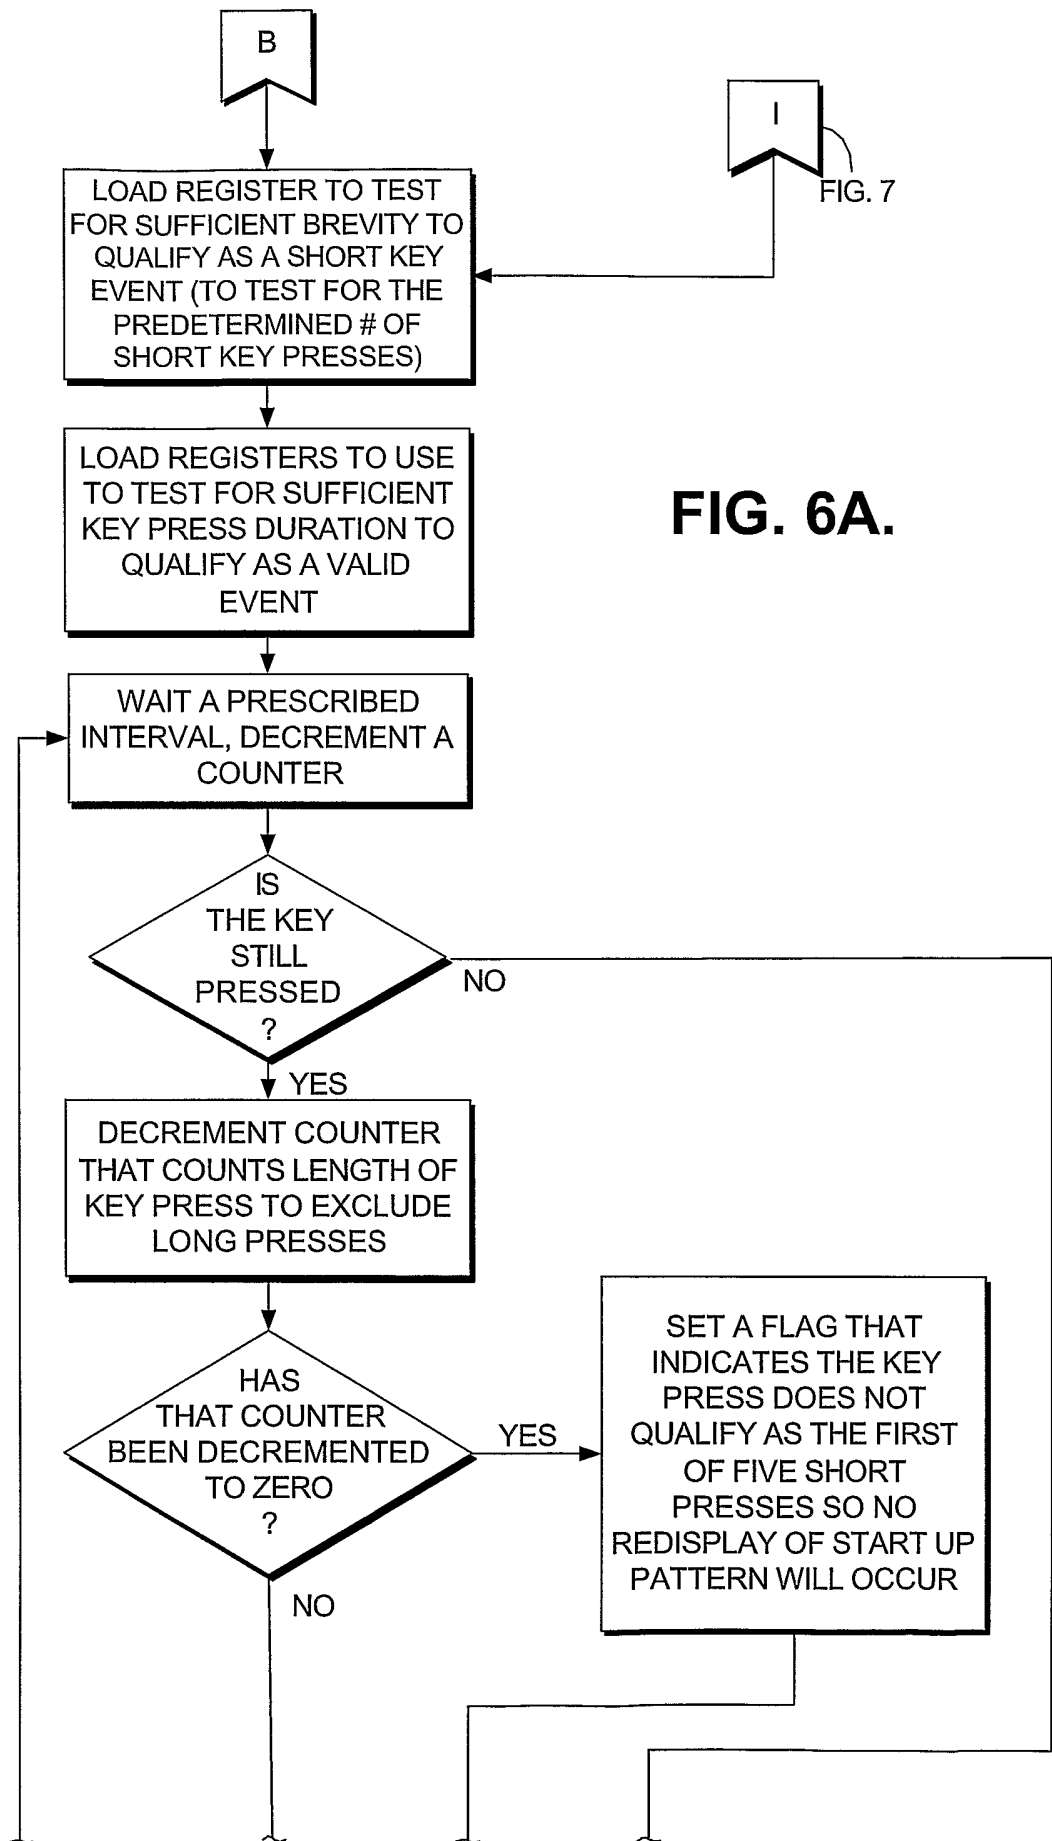 B
I
FIG. 7
LOAD REGISTER TO TEST
FOR SUFFICIENT BREVITY TO
QUALIFY AS A SHORT KEY
EVENT (TO TEST FOR THE
PREDETERMINED # OF
SHORT KEY PRESSES)
LOAD REGISTERS TO USE
TO TEST FOR SUFFICIENT
KEY PRESS DURATION TO
QUALIFY AS A VALID
EVENT
FIG. 6A.
WAIT A PRESCRIBED
INTERVAL, DECREMENT A
COUNTER
IS
THE KEY
STILL
PRESSED
?
NO
YES
DECREMENT COUNTER
THAT COUNTS LENGTH OF
KEY PRESS TO EXCLUDE
LONG PRESSES
HAS
THAT COUNTER
BEEN DECREMENTED
TO ZERO
?
YES
NO
SET A FLAG THAT
INDICATES THE KEY
PRESS DOES NOT
QUALIFY AS THE FIRST
OF FIVE SHORT
PRESSES SO NO
REDISPLAY OF START UP
PATTERN WILL OCCUR